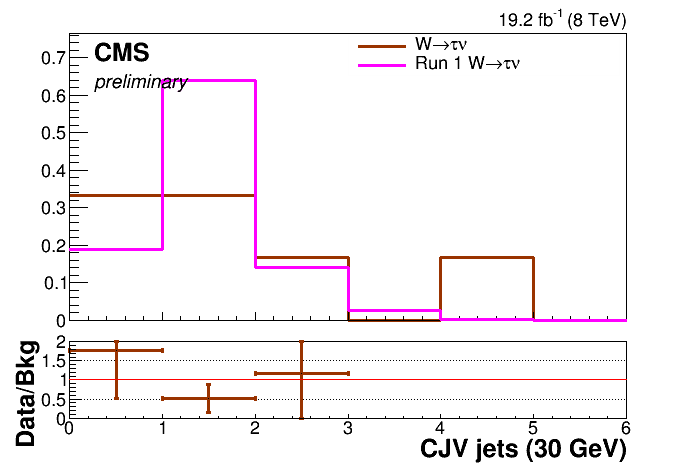 19.2 fb-1 (8 TeV)
CMS
preliminary
W→τν
Run 1 W→τν
0.7
0.6
0.5
0.4
0.3
0.2
0.1
0
Data/Bkg
2
1.5
1
0.5
0
0 1 2 3 4 5 6
CJV jets (30 GeV)